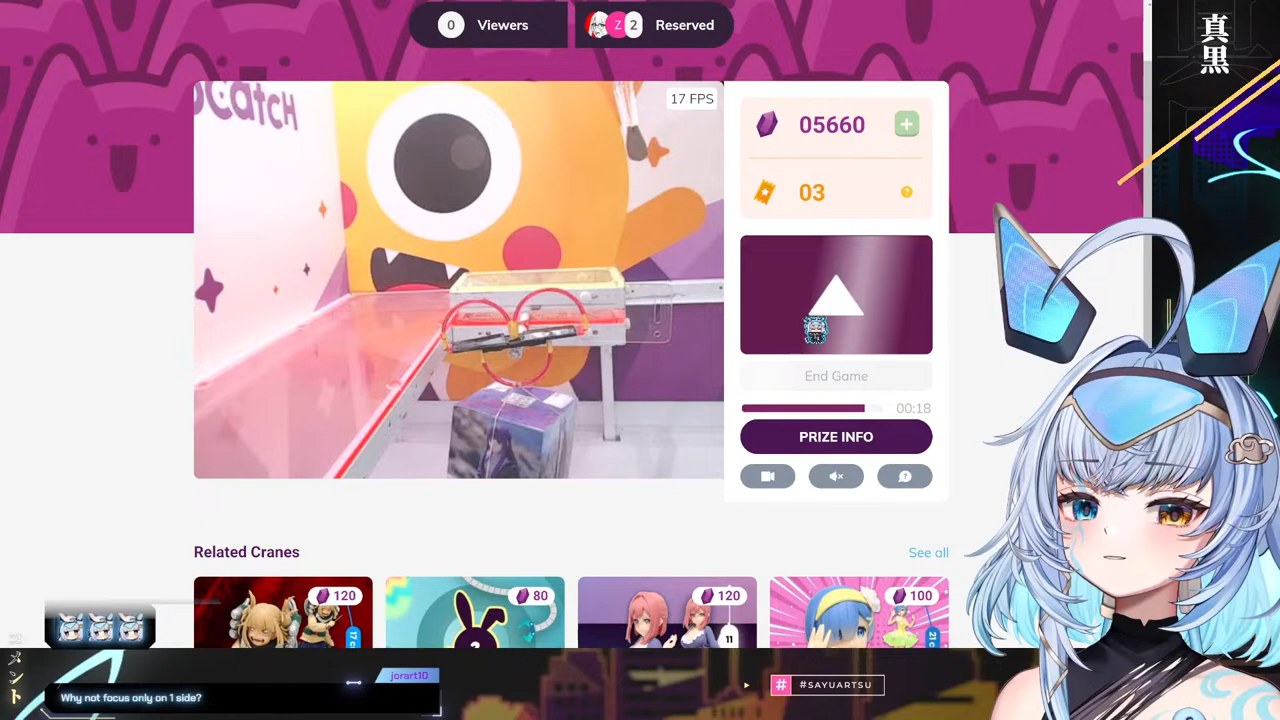 0 Viewers
Z 2 Reserved
真黒
catch
17 FPS
05660
03
End Game
00:18
PRIZE INFO
Related Cranes
See all
120
80
120
100
11
jorart10
Why not focus only on 1 side?
#
#SAYUARTSU